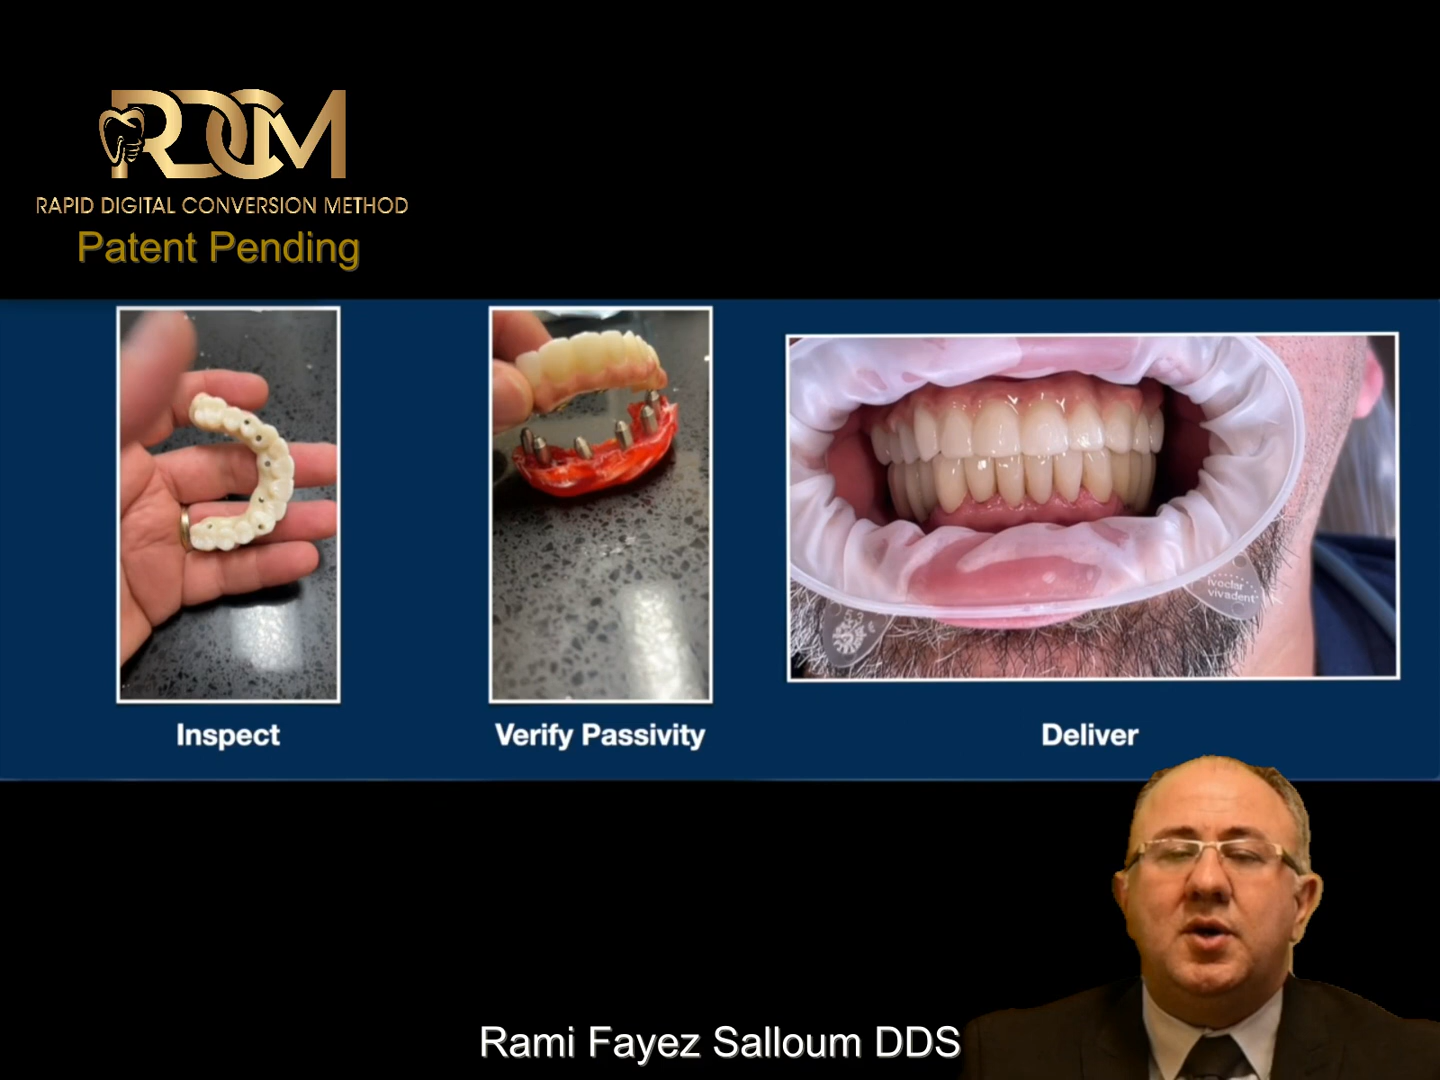 RDCM
RAPID DIGITAL CONVERSION METHOD
Patent Pending
Inspect
Verify Passivity
Deliver
ivoclar
vivadent
Rami Fayez Salloum DDS